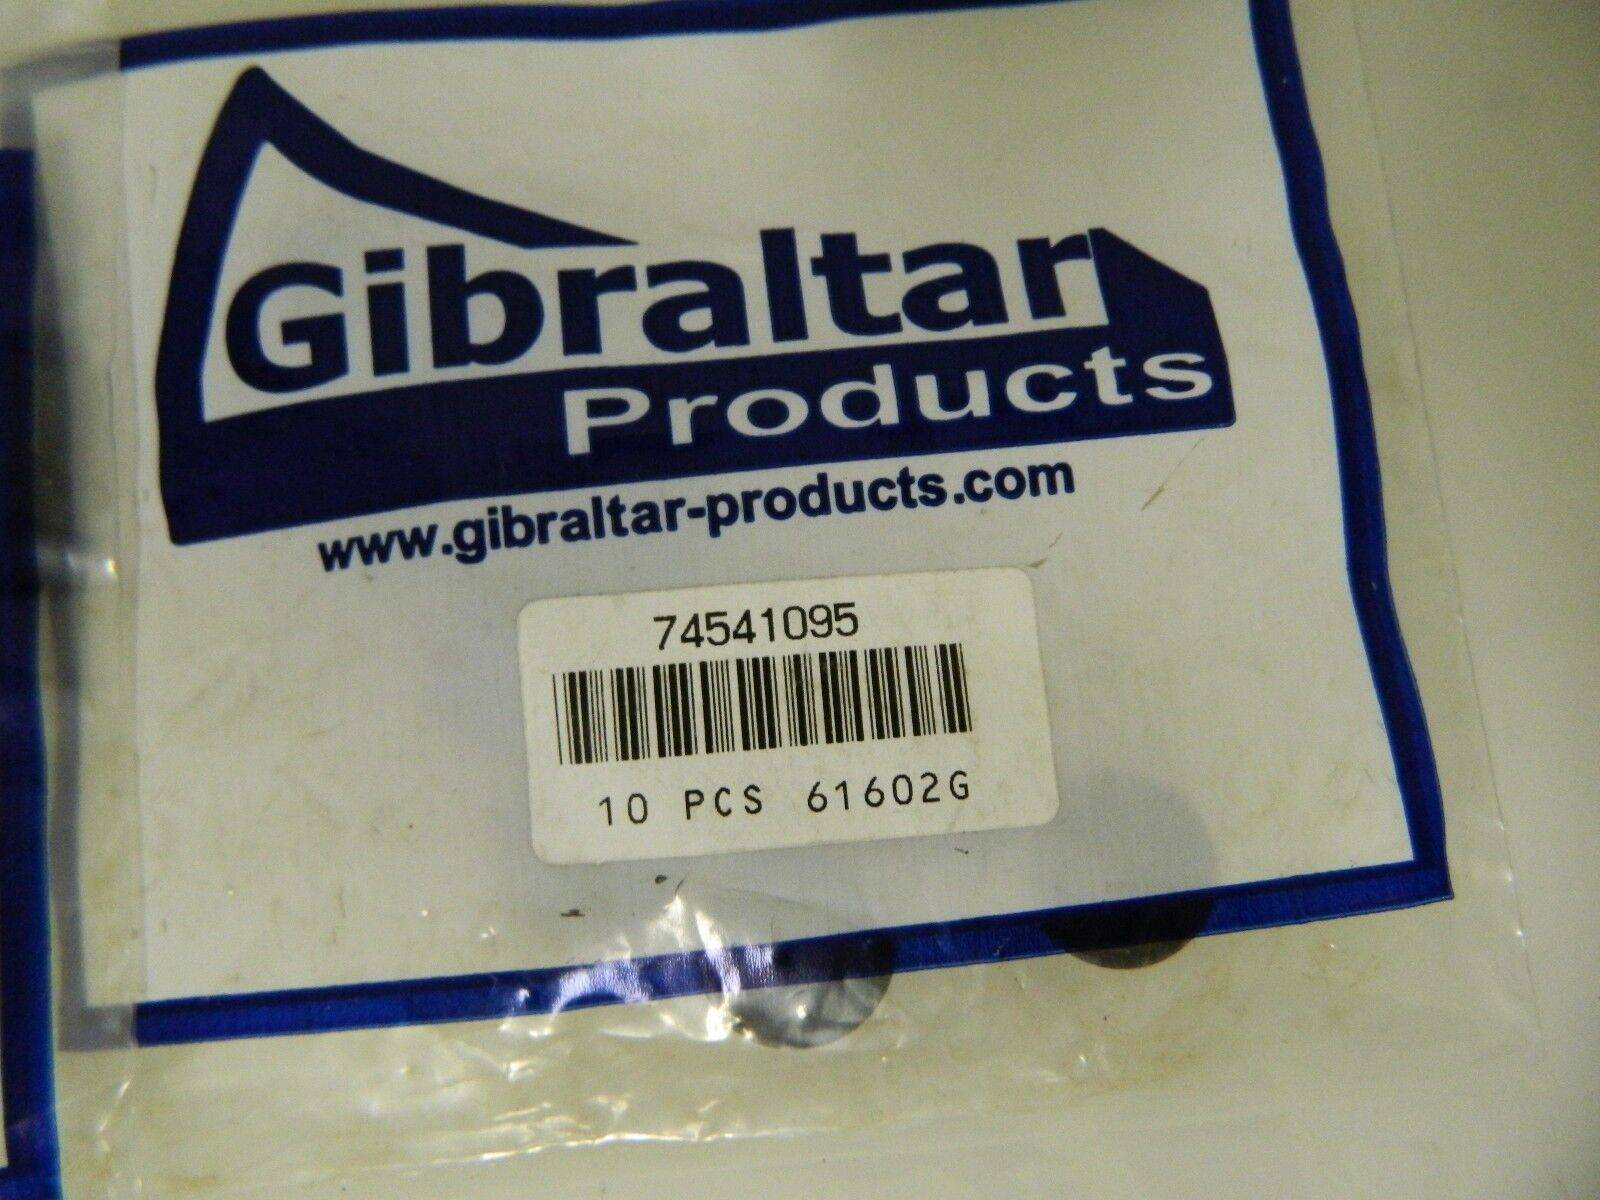 Gibraltar
Products
www.gibraltar-products.com
74541095
10 PCS 61602G